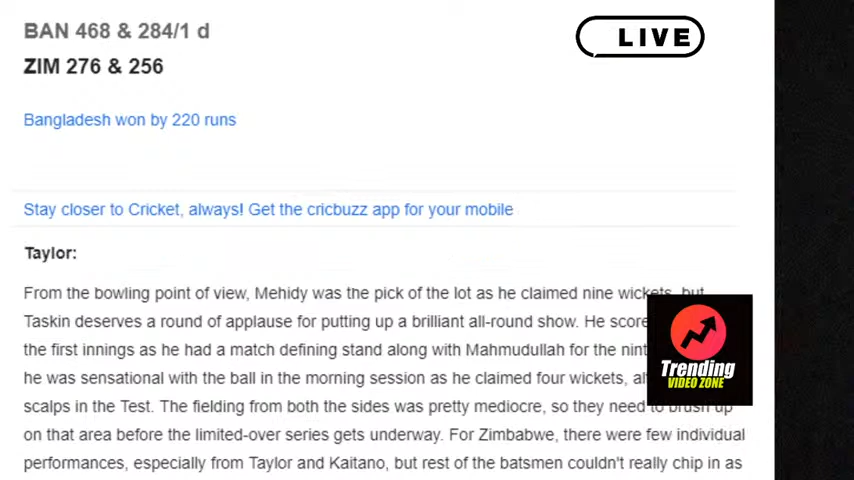 BAN 468 & 284/1 d
LIVE
ZIM 276 & 256
Bangladesh won by 220 runs
Stay closer to Cricket, always! Get the cricbuzz app for your mobile
Taylor:
From the bowling point of view, Mehidy was the pick of the lot as he claimed nine wickets, but
Taskin deserves a round of applause for putting up a brilliant all-round show. He score
the first innings as he had a match defining stand along with Mahmudullah for the nint
he was sensational with the ball in the morning session as he claimed four wickets,
scalps in the Test. The fielding from both the sides was pretty mediocre, so they need to brush up
on that area before the limited-over series gets underway. For Zimbabwe, there were few individual
performances, especially from Taylor and Kaitano, but rest of the batsmen couldn't really chip in as
Trending
VIDEO ZONE